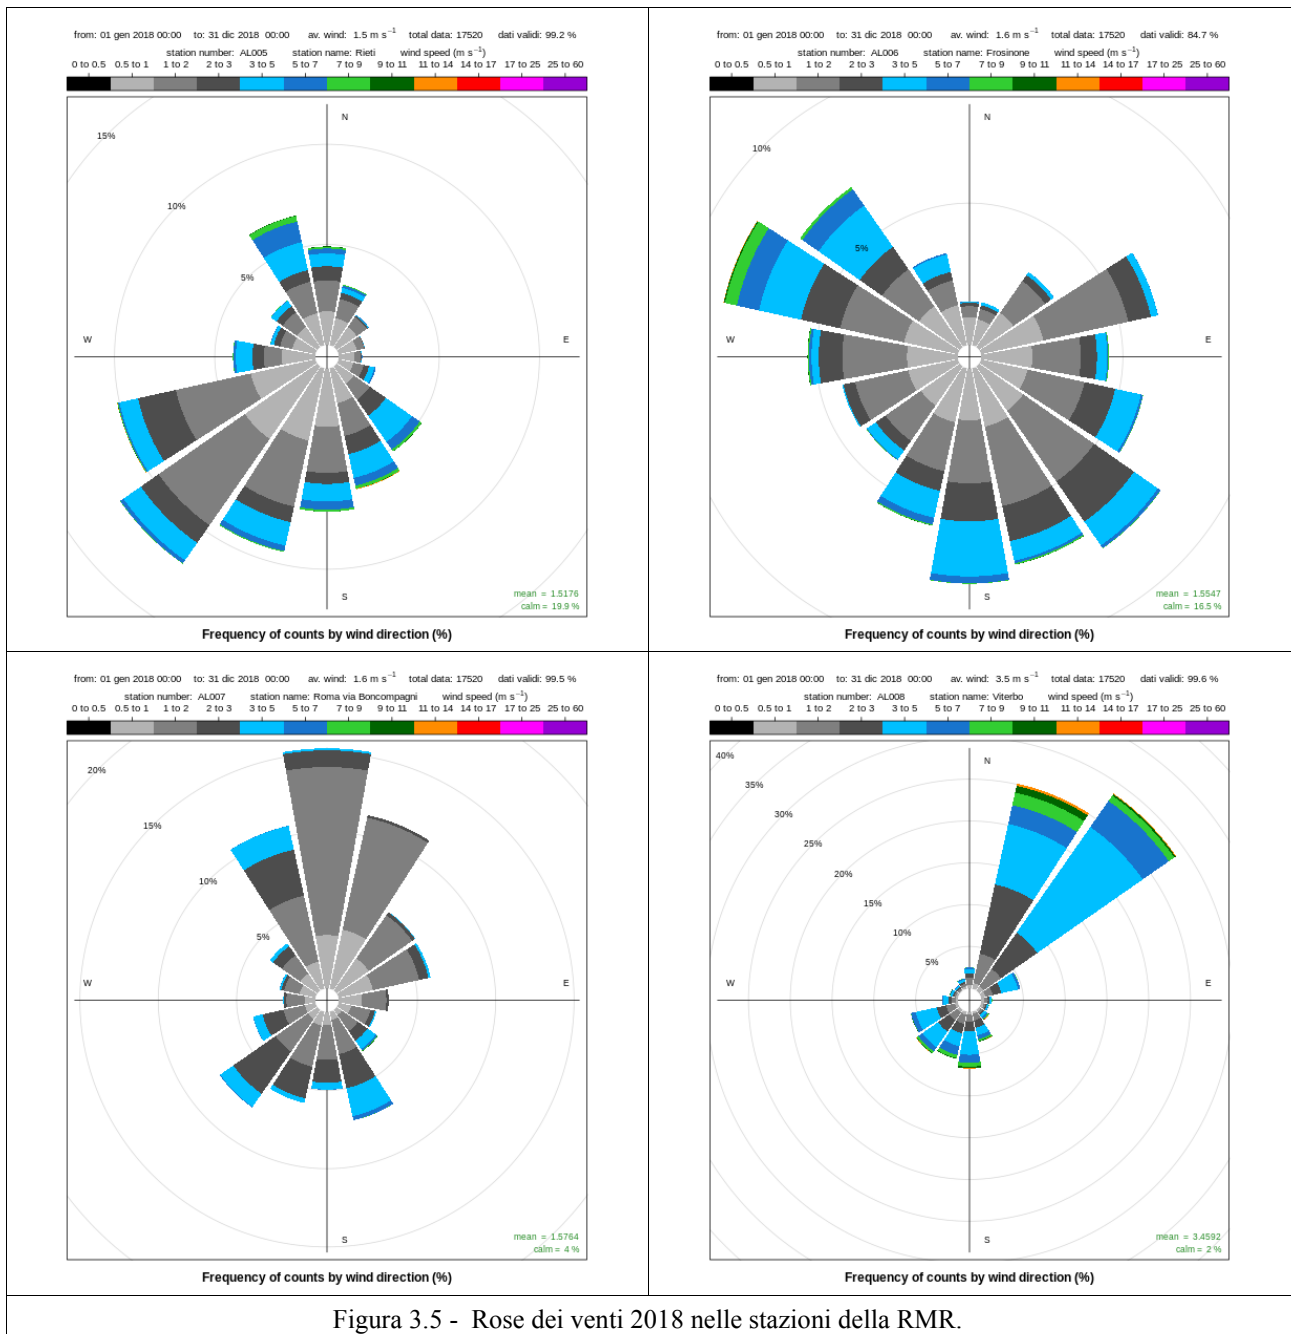 from: 01 gen 2018 00:00 to: 31 dic 2018 00:00 av. wind: 1.5 m s−1 total data: 17520 dati validi: 99.2 %
station number: AL005 station name: Rieti wind speed (m s−1)
0 to 0.5 0.5 to 1 1 to 2 2 to 3 3 to 5 5 to 7 7 to 9 9 to 11 11 to 14 14 to 17 17 to 25 25 to 60
N
15%
10%
5%
W E
S
mean = 1.5176
calm = 19.9 %
Frequency of counts by wind direction (%)
from: 01 gen 2018 00:00 to: 31 dic 2018 00:00 av. wind: 1.6 m s−1 total data: 17520 dati validi: 84.7 %
station number: AL006 station name: Frosinone wind speed (m s−1)
0 to 0.5 0.5 to 1 1 to 2 2 to 3 3 to 5 5 to 7 7 to 9 9 to 11 11 to 14 14 to 17 17 to 25 25 to 60
N
10%
5%
W E
S
mean = 1.5547
calm = 16.5 %
Frequency of counts by wind direction (%)
from: 01 gen 2018 00:00 to: 31 dic 2018 00:00 av. wind: 1.6 m s−1 total data: 17520 dati validi: 99.5 %
station number: AL007 station name: Roma via Boncompagni wind speed (m s−1)
0 to 0.5 0.5 to 1 1 to 2 2 to 3 3 to 5 5 to 7 7 to 9 9 to 11 11 to 14 14 to 17 17 to 25 25 to 60
N
20%
15%
10%
5%
W E
S
mean = 1.5764
calm = 4 %
Frequency of counts by wind direction (%)
from: 01 gen 2018 00:00 to: 31 dic 2018 00:00 av. wind: 3.5 m s−1 total data: 17520 dati validi: 99.6 %
station number: AL008 station name: Viterbo wind speed (m s−1)
0 to 0.5 0.5 to 1 1 to 2 2 to 3 3 to 5 5 to 7 7 to 9 9 to 11 11 to 14 14 to 17 17 to 25 25 to 60
40%
N
35%
30%
25%
20%
15%
10%
5%
W E
S
mean = 3.4592
calm = 2 %
Frequency of counts by wind direction (%)
Figura 3.5 - Rose dei venti 2018 nelle stazioni della RMR.